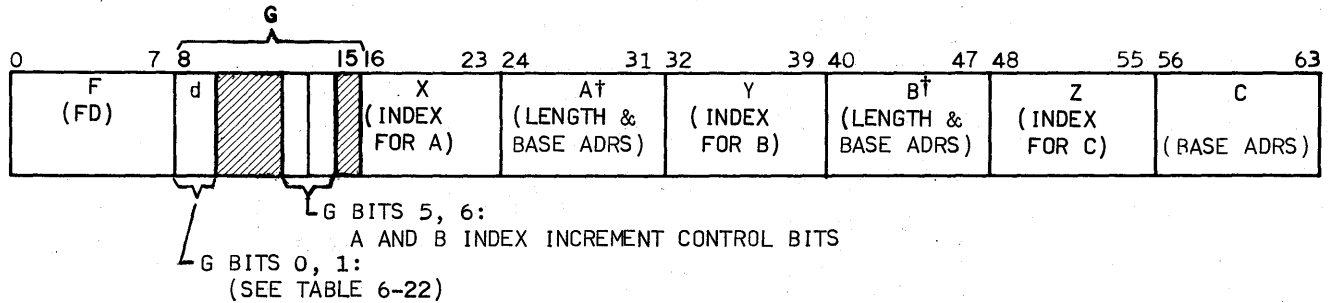 G
0 7 8 15 16 23 24 31 32 39 40 47 48 55 56 63
F d X A† Y B† Z C
(FD) (INDEX (LENGTH & (INDEX (LENGTH & (INDEX
FOR A) BASE ADRS) FOR B) BASE ADRS) FOR C) (BASE ADRS)
G BITS 5, 6:
A AND B INDEX INCREMENT CONTROL BITS
G BITS 0, 1:
(SEE TABLE 6-22)